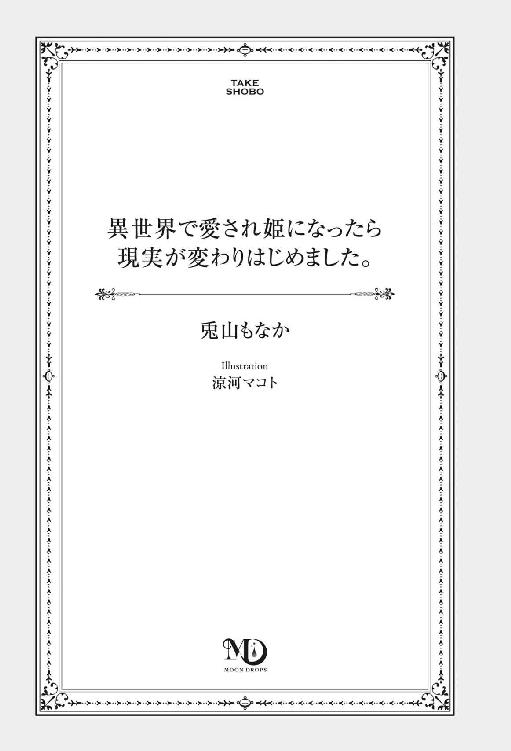 TAKE
SHOBO
異世界で愛され姫になったら
現実が変わりはじめました。
兎山もなか
Illustration
涼河マコト
MD
MOON DROPS